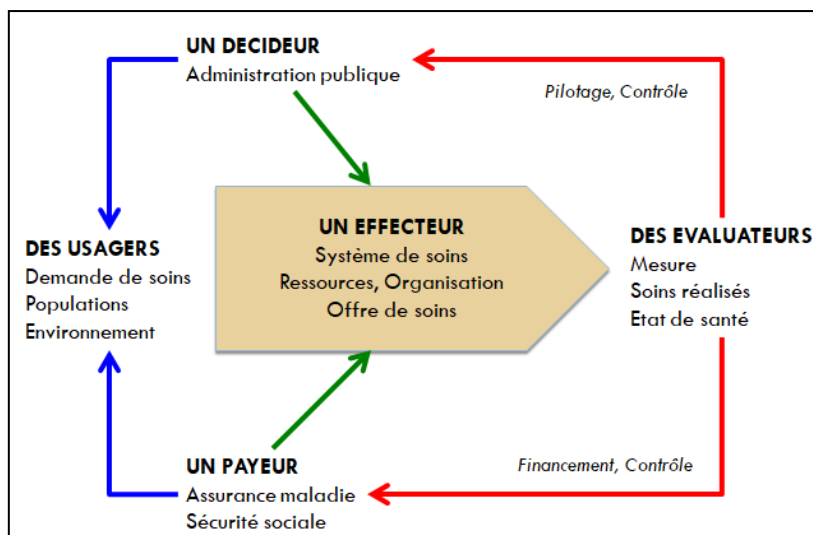 UN DECIDEUR
Administration publique
Pilotage, Contrôle
UN EFFECTEUR
Système de soins
Ressources, Organisation
Offre de soins
DES USAGERS
Demande de soins
Populations
Environnement
DES EVALUATEURS
Mesure
Soins réalisés
Etat de santé
UN PAYEUR
Assurance maladie
Sécurité sociale
Financement, Contrôle